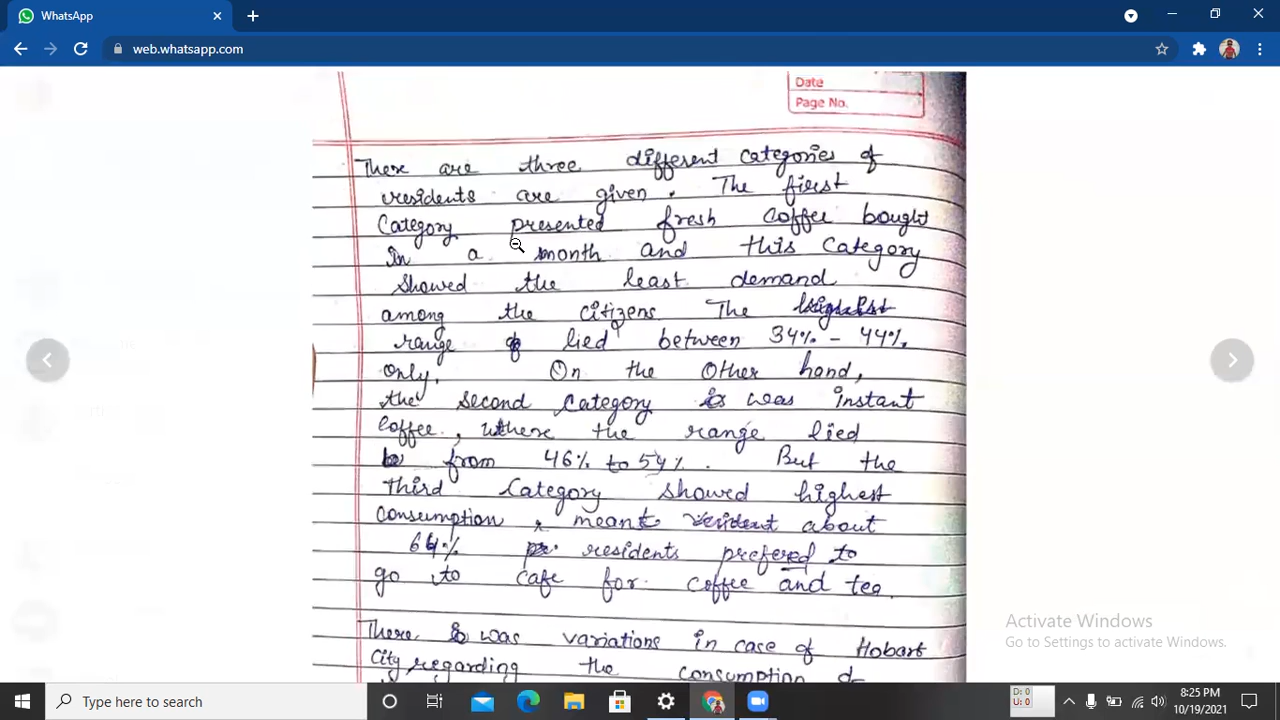 WhatsApp
web.whatsapp.com
Date
Page No.
There are three different categories of
residents are given. The first
Category presented fresh coffee bought
In a month and this category
showed the least demand
among the citizens The highest
range lied between 34% - 44%
only. On the Other hand,
the second category was instant
Coffee, where the range lied
from 46% to 54%. But the
third category showed highest
consumption, meant about
64% residents prefered to
go to cafe for coffee and tea
There was variations in case of Hobart
City regarding the consumption
Activate Windows
Go to Settings to activate Windows.
Type here to search
D: 0
U: 0
8:25 PM
10/19/2021